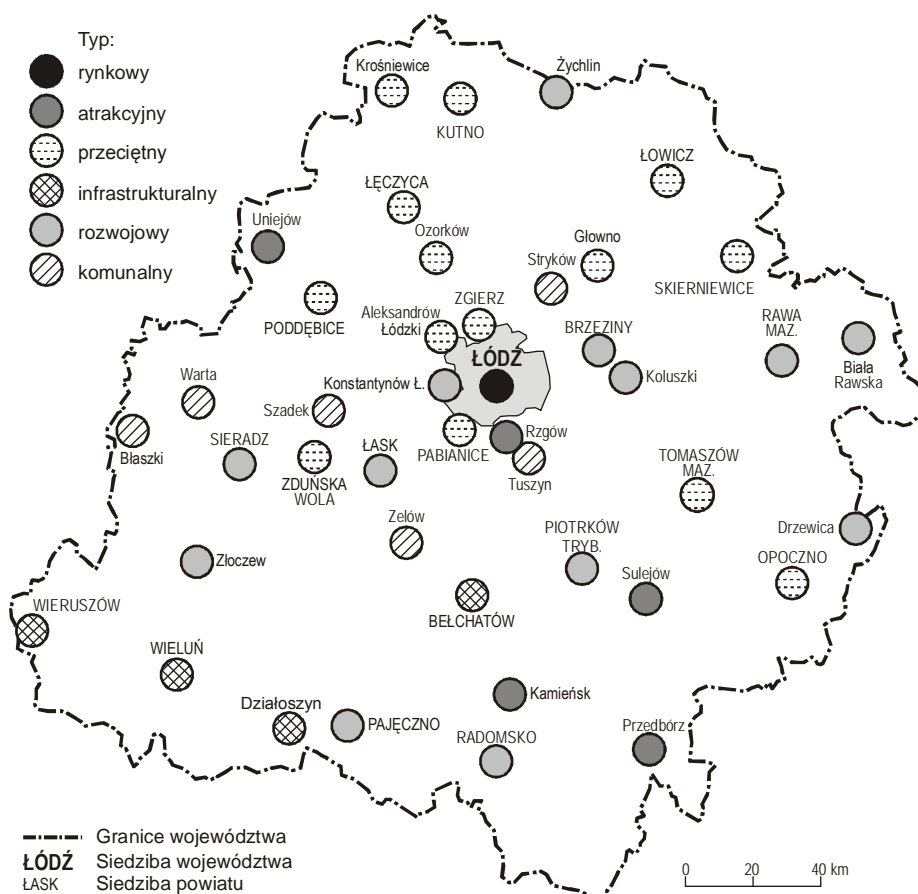 Typ:
rynkowy
atrakcyjny
przeciętny
infrastrukturalny
rozwojowy
komunalny
Krośniewice
KUTNO
Żychlin
ŁOWICZ
ŁĘCZYCA
Uniejów
Ozorków
Głowno
Stryków
SKIERNIEWICE
PODDĘBICE
Aleksandrów
Łódzki
ZGIERZ
BRZEZINY
RAWA
MAZ.
Biała
Rawska
ŁÓDŹ
Konstantynów Ł.
Koluszki
Warta
Szadek
Błaszki
SIERADZ
ZDUŃSKA
WOLA
ŁASK
PABIANICE
Rzgów
Tuszyn
TOMASZÓW
MAZ.
Zelów
PIOTRKÓW
TRYB.
Drzewica
Złoczew
Sulejów
OPOCZNO
WIERUSZÓW
BEŁCHATÓW
WIELUŃ
Działoszyn
PAJĘCZNO
Kamieńsk
RADOMSKO
Przedbórz
Granice województwa
ŁÓDŹ Siedziba województwa
ŁASK Siedziba powiatu
0 20 40 km